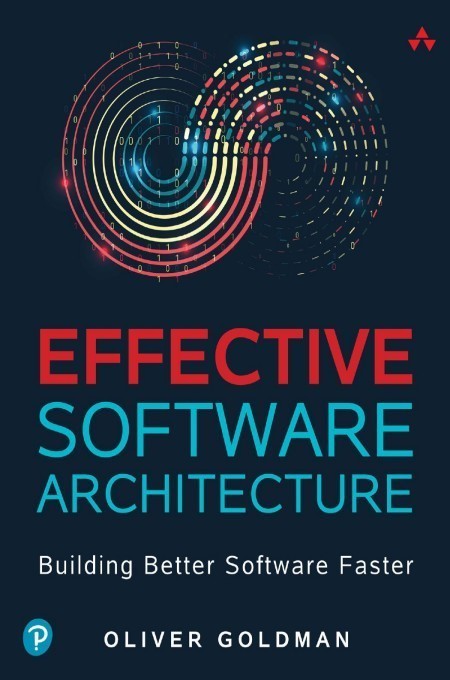 EFFECTIVE
SOFTWARE
ARCHITECTURE
Building Better Software Faster
P
OLIVER GOLDMAN